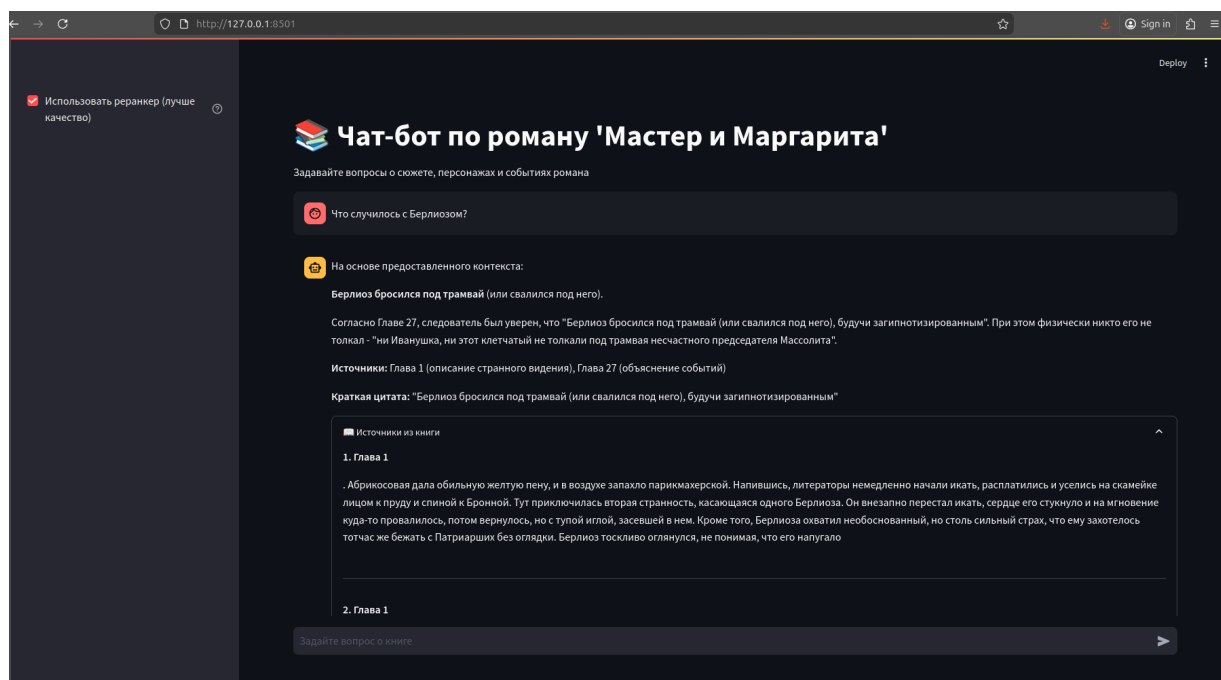 http://127.0.0.1:8501
Sign in
Deploy
Использовать реранкер (лучше
качество)
Чат-бот по роману 'Мастер и Маргарита'
Задавайте вопросы о сюжете, персонажах и событиях романа
Что случилось с Берлиозом?
На основе предоставленного контекста:
Берлиоз бросился под трамвай (или свалился под него).
Согласно Главе 27, следователь был уверен, что "Берлиоз бросился под трамвай (или свалился под него), будучи загипнотизированным". При этом физически никто его не
толкал - "ни Иванушка, ни этот клетчатый не толкали под трамвая несчастного председателя Массолита".
Источники: Глава 1 (описание странного видения), Глава 27 (объяснение событий)
Краткая цитата: "Берлиоз бросился под трамвай (или свалился под него), будучи загипнотизированным"
Источники из книги
1. Глава 1
. Абрикосовая дала обильную желтую пену, и в воздухе запахло парикмахерской. Напившись, литераторы немедленно начали икать, расплатились и уселись на скамейке
лицом к пруду и спиной к Бронной. Тут приключилась вторая странность, касающаяся одного Берлиоза. Он внезапно перестал икать, сердце его стукнуло и на мгновение
куда-то провалилось, потом вернулось, но с тупой иглой, засевшей в нем. Кроме того, Берлиоза охватил необоснованный, но столь сильный страх, что ему захотелось
тотчас же бежать с Патриарших без оглядки. Берлиоз тоскливо оглянулся, не понимая, что его напугало
2. Глава 1
Задайте вопрос о книге